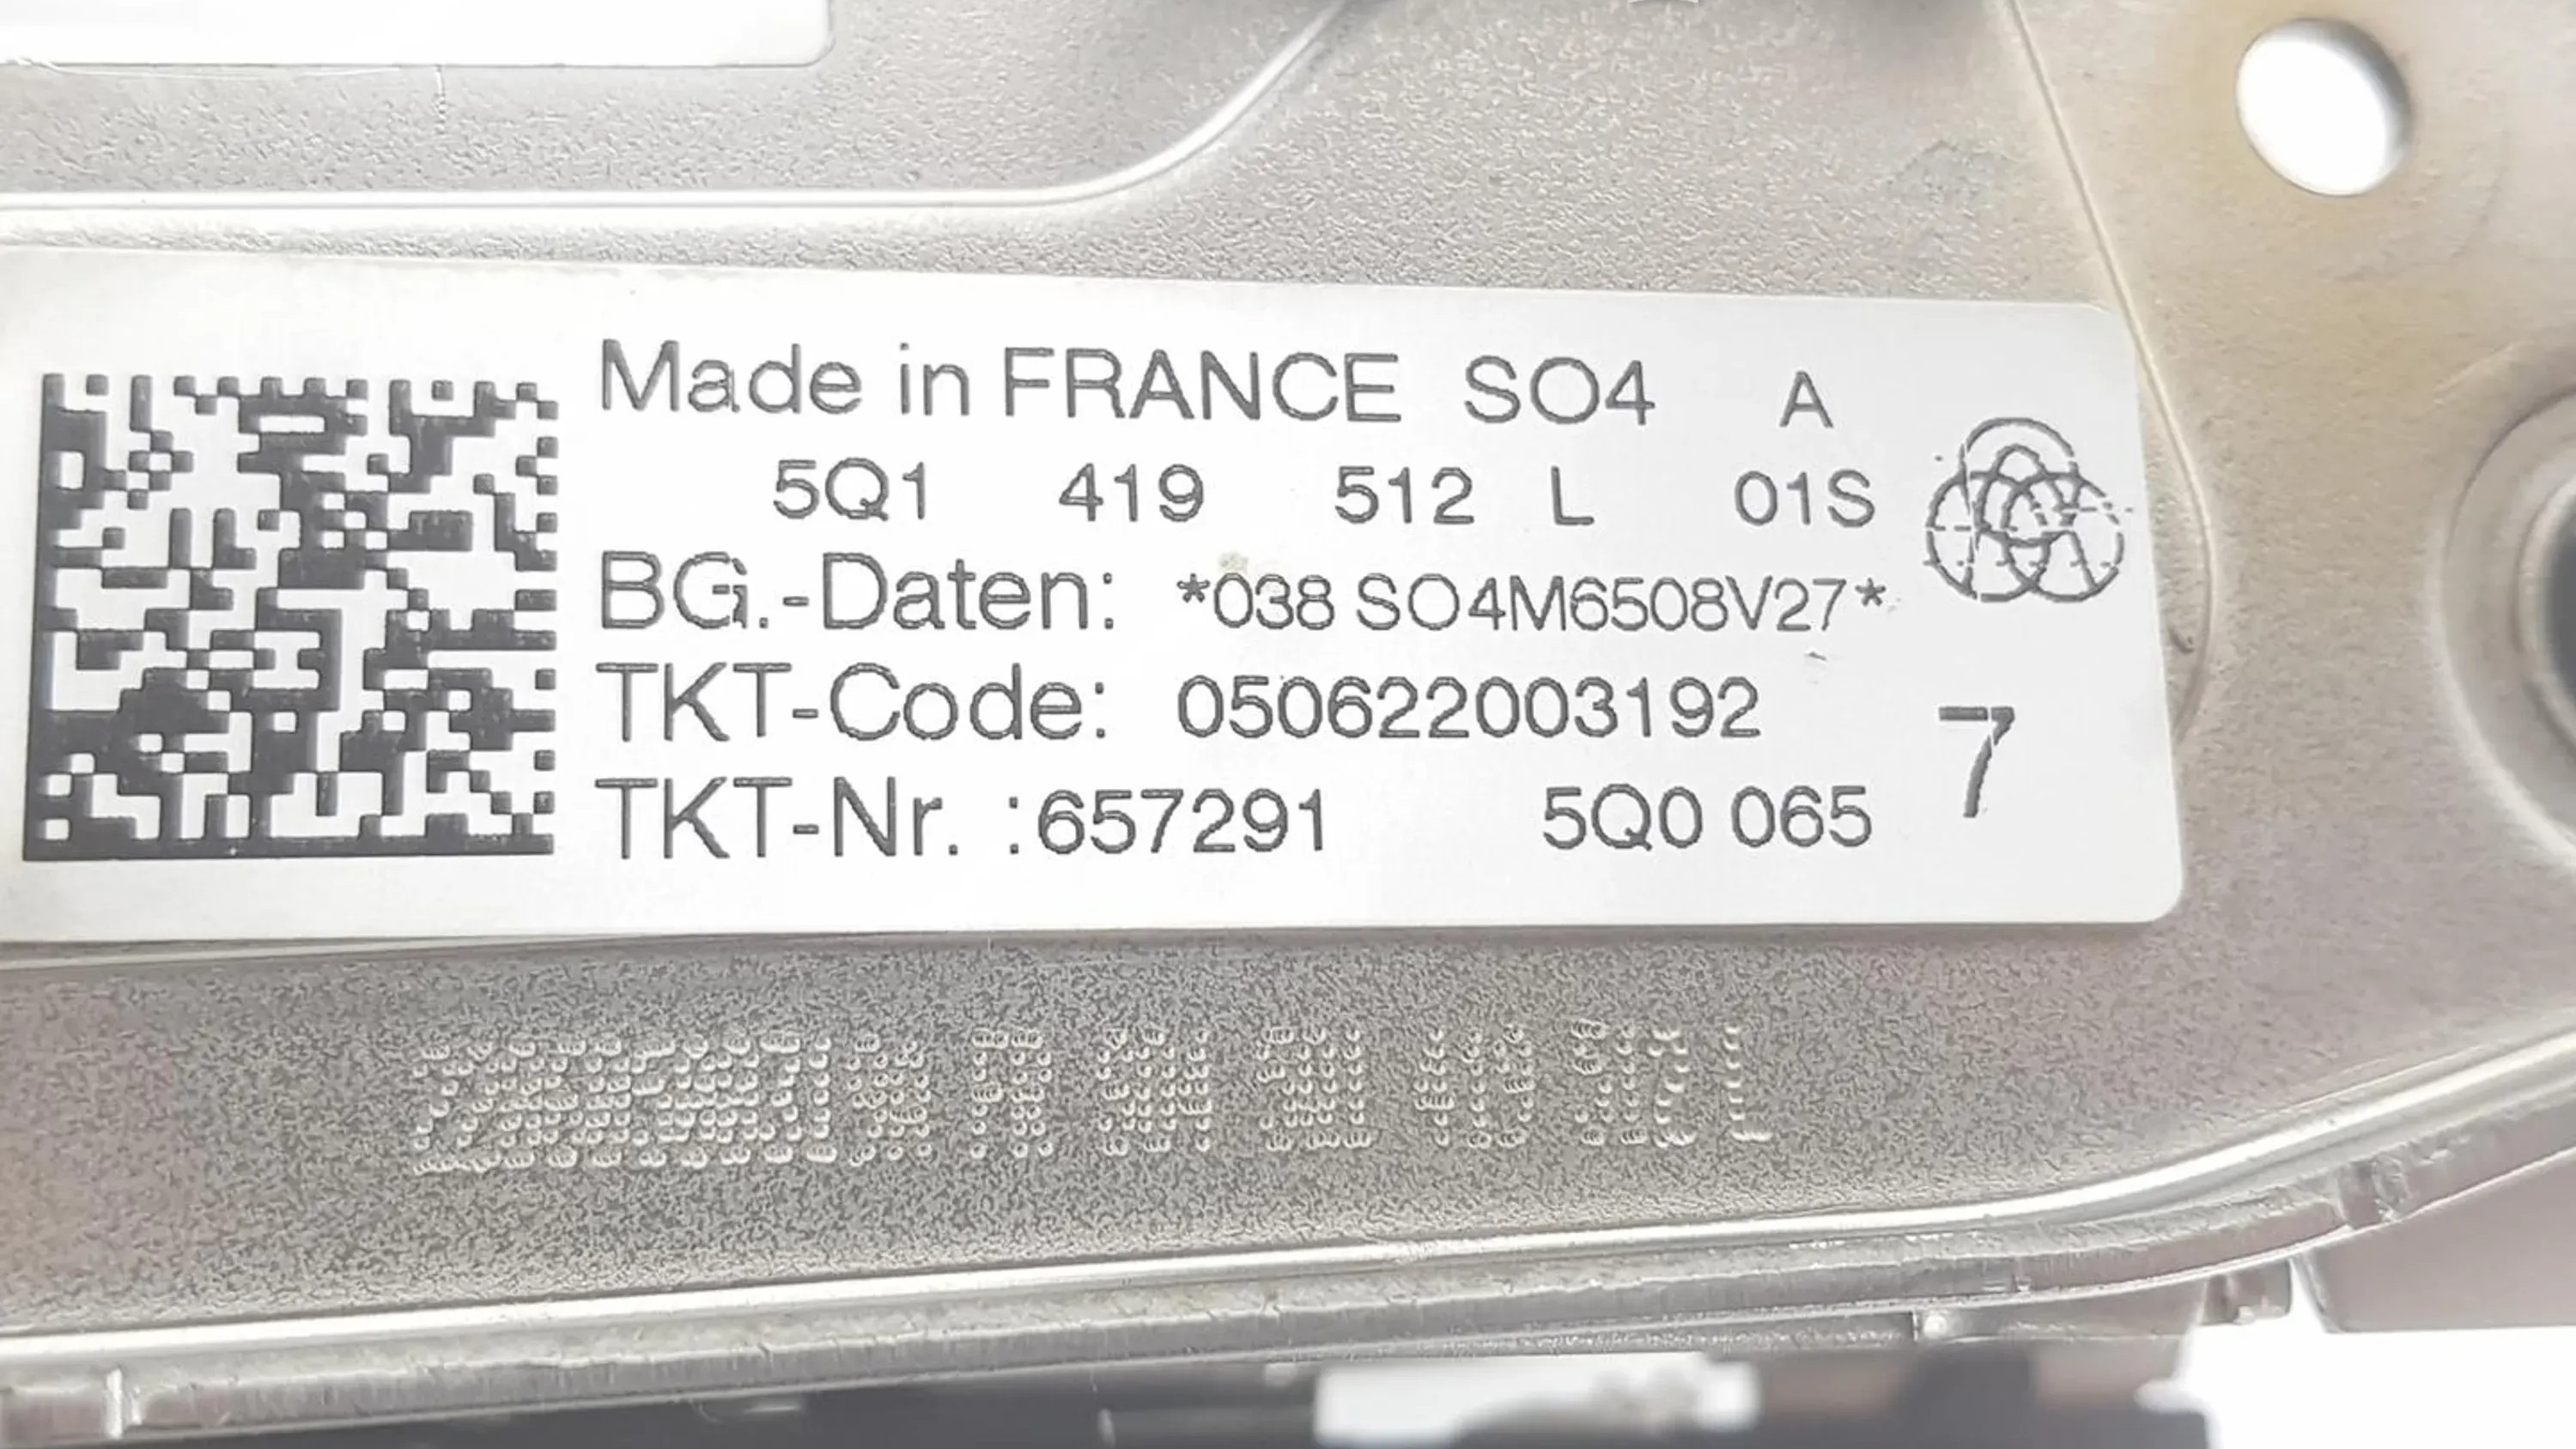 Made in FRANCE SO4 A
5Q1 419 512 L 01S
BG.-Daten: *038 SO4M6508V27*
TKT-Code: 050622003192
TKT-Nr. :657291 5Q0 065
7